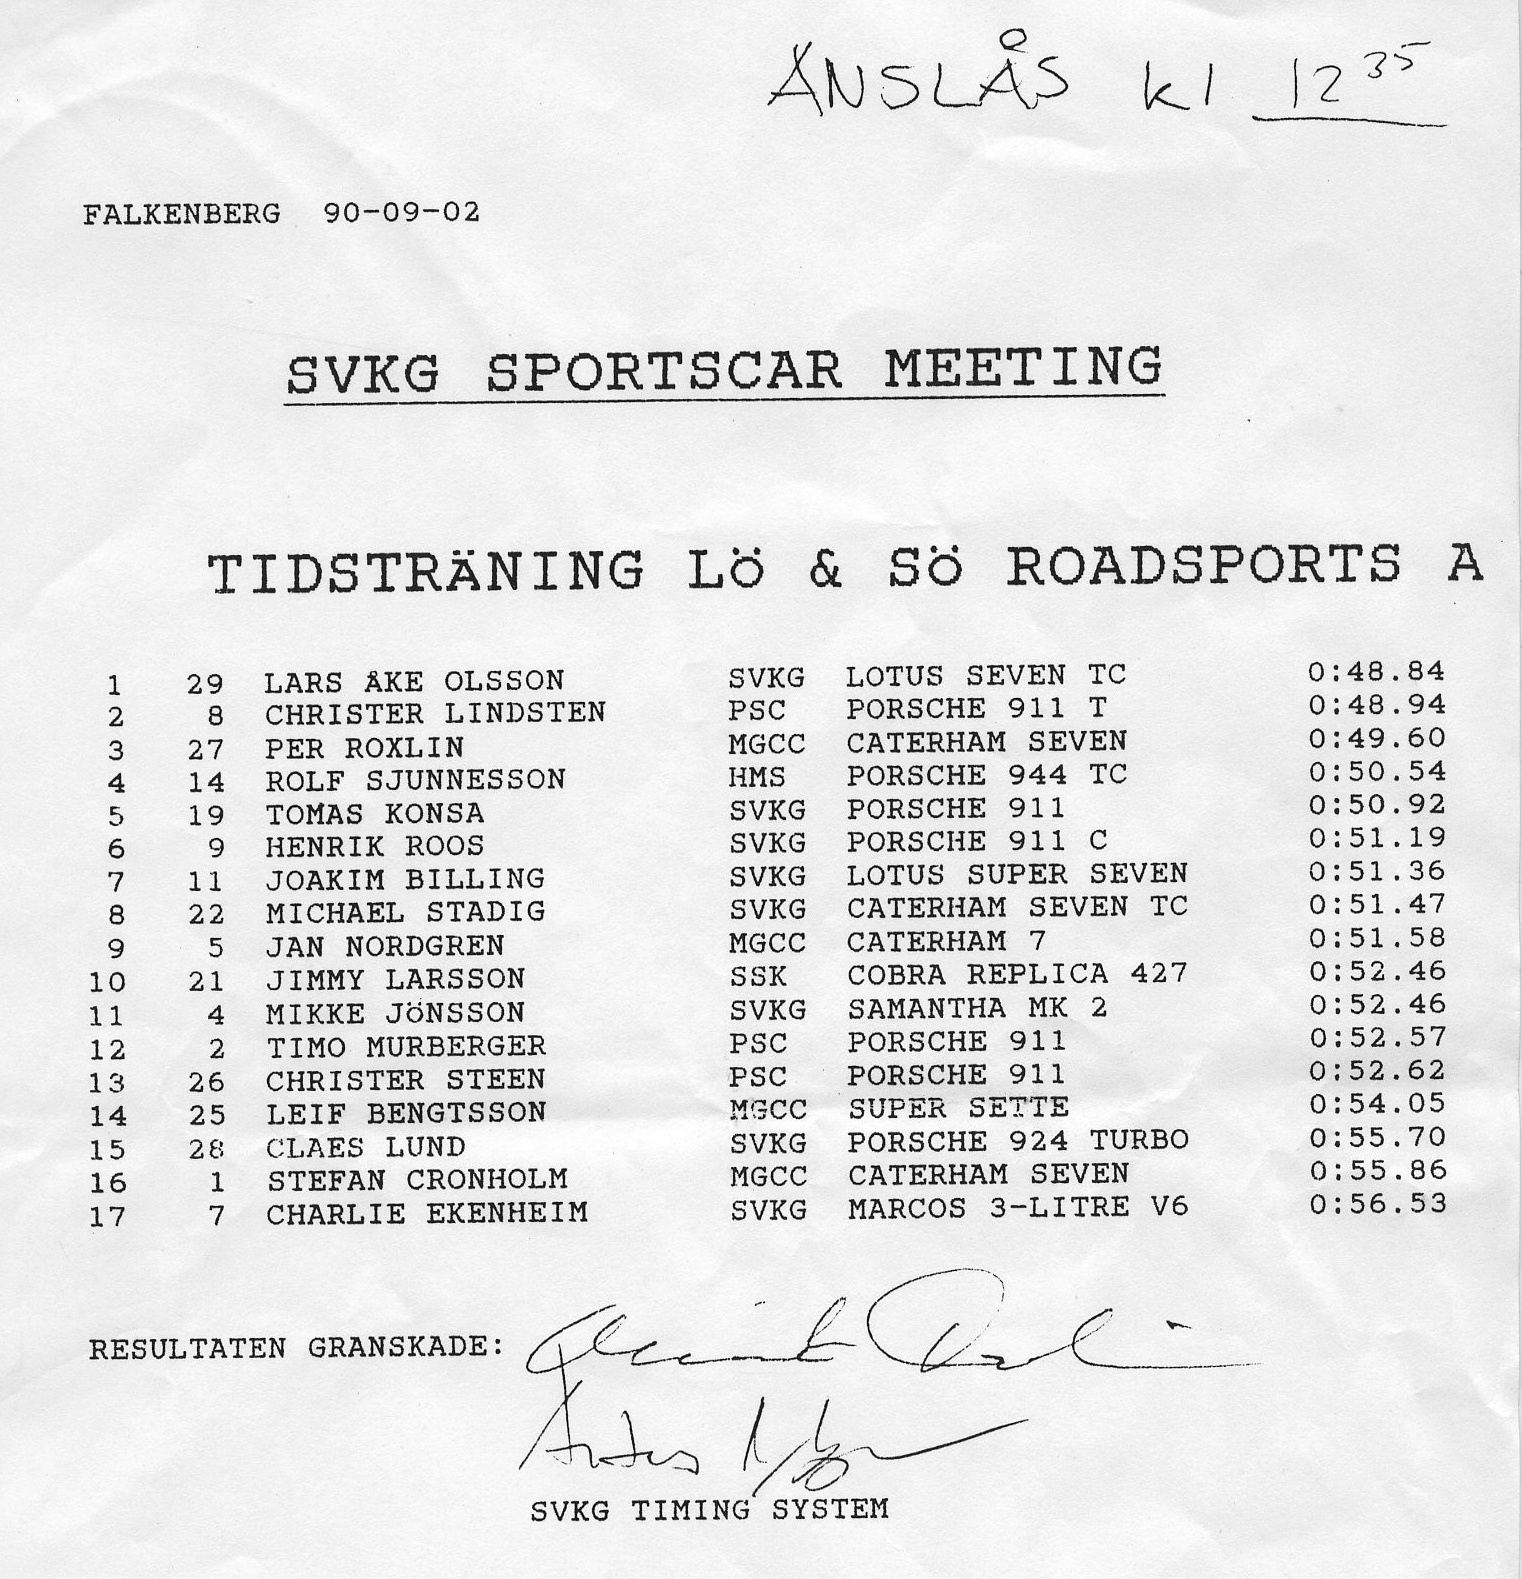 ANSLÅS kl 12 35
FALKENBERG 90-09-02
SVKG SPORTSCAR MEETING
TIDSTRÄNING LÖ & SÖ ROADSPORTS A
1 29 LARS ÅKE OLSSON SVKG LOTUS SEVEN TC 0:48.84
2 8 CHRISTER LINDSTEN PSC PORSCHE 911 T 0:48.94
3 27 PER ROXLIN MGCC CATERHAM SEVEN 0:49.60
4 14 ROLF SJUNNESSON HMS PORSCHE 944 TC 0:50.54
5 19 TOMAS KONSA SVKG PORSCHE 911 0:50.92
6 9 HENRIK ROOS SVKG PORSCHE 911 C 0:51.19
7 11 JOAKIM BILLING SVKG LOTUS SUPER SEVEN 0:51.36
8 22 MICHAEL STADIG SVKG CATERHAM SEVEN TC 0:51.47
9 5 JAN NORDGREN MGCC CATERHAM 7 0:51.58
10 21 JIMMY LARSSON SSK COBRA REPLICA 427 0:52.46
11 4 MIKKE JÖNSSON SVKG SAMANTHA MK 2 0:52.46
12 2 TIMO MURBERGER PSC PORSCHE 911 0:52.57
13 26 CHRISTER STEEN PSC PORSCHE 911 0:52.62
14 25 LEIF BENGTSSON MGCC SUPER SETTE 0:54.05
15 28 CLAES LUND SVKG PORSCHE 924 TURBO 0:55.70
16 1 STEFAN CRONHOLM MGCC CATERHAM SEVEN 0:55.86
17 7 CHARLIE EKENHEIM SVKG MARCOS 3-LITRE V6 0:56.53
RESULTATEN GRANSKADE:
SVKG TIMING SYSTEM